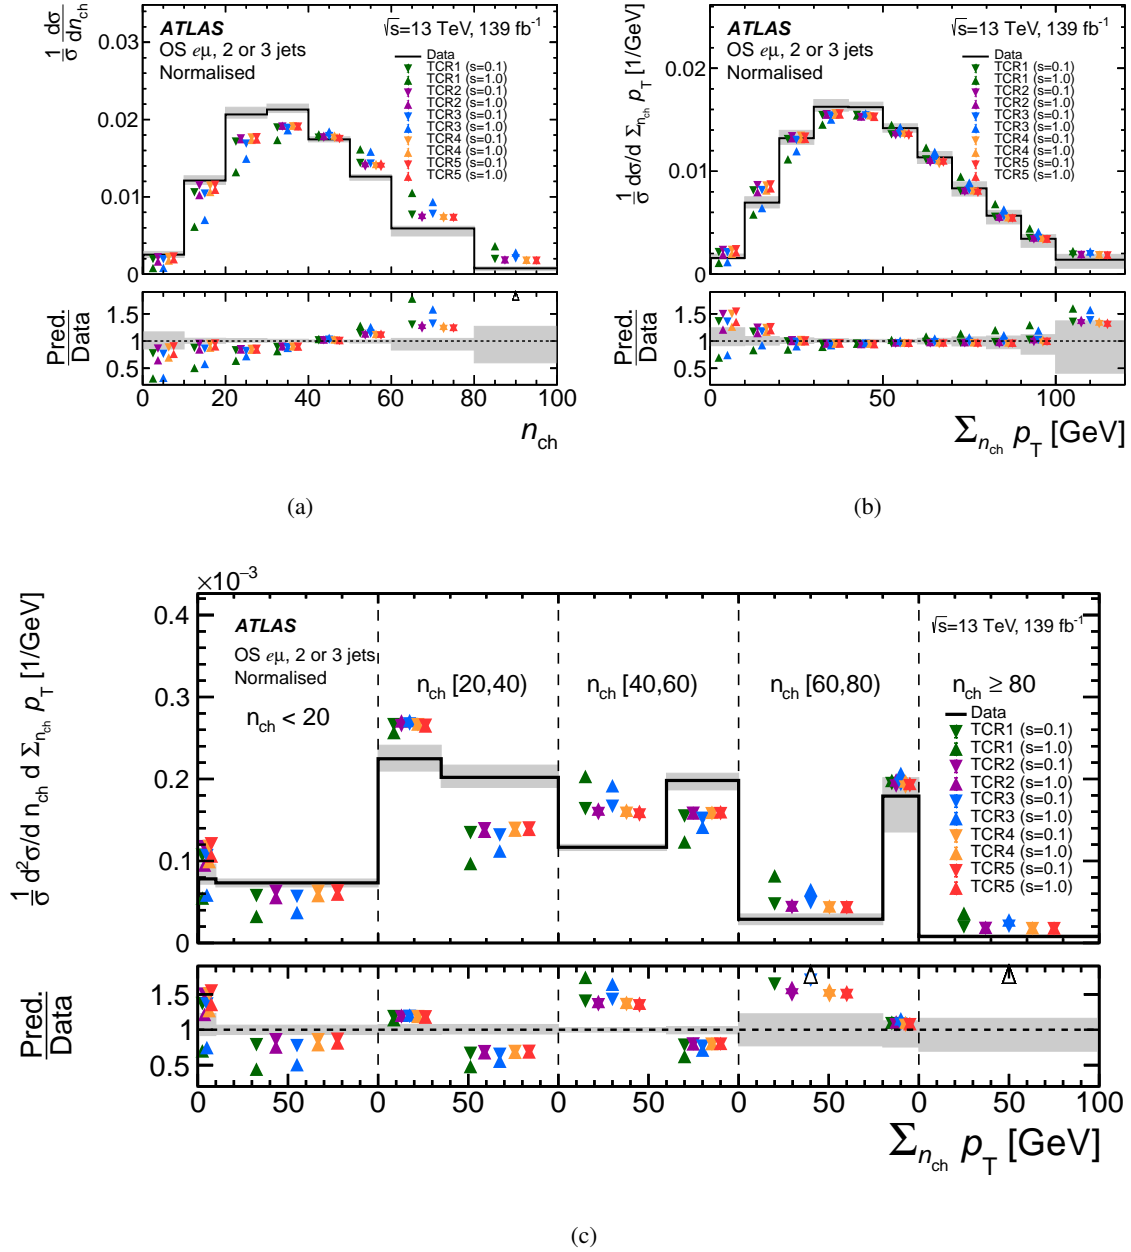 1/σ dσ/dn_ch
0.03
0.02
0.01
0
ATLAS
√s=13 TeV, 139 fb⁻¹
OS eμ, 2 or 3 jets
Normalised
Data
TCR1 (s=0.1)
TCR1 (s=1.0)
TCR2 (s=0.1)
TCR2 (s=1.0)
TCR3 (s=0.1)
TCR3 (s=1.0)
TCR4 (s=0.1)
TCR4 (s=1.0)
TCR5 (s=0.1)
TCR5 (s=1.0)
Pred.
Data
1.5
1
0.5
0 20 40 60 80 100
n_ch
(a)
1/σ dσ/d Σ_n_ch p_T [1/GeV]
0.02
0.01
0
ATLAS
√s=13 TeV, 139 fb⁻¹
OS eμ, 2 or 3 jets
Normalised
Data
TCR1 (s=0.1)
TCR1 (s=1.0)
TCR2 (s=0.1)
TCR2 (s=1.0)
TCR3 (s=0.1)
TCR3 (s=1.0)
TCR4 (s=0.1)
TCR4 (s=1.0)
TCR5 (s=0.1)
TCR5 (s=1.0)
Pred.
Data
1.5
1
0.5
0 50 100
Σ_n_ch p_T [GeV]
(b)
×10⁻³
1/σ d²σ/d n_ch d Σ_n_ch p_T [1/GeV]
0.4
0.3
0.2
0.1
0
ATLAS
√s=13 TeV, 139 fb⁻¹
OS eμ, 2 or 3 jets
Normalised
n_ch < 20
n_ch [20,40)
n_ch [40,60)
n_ch [60,80)
n_ch ≥ 80
Data
TCR1 (s=0.1)
TCR1 (s=1.0)
TCR2 (s=0.1)
TCR2 (s=1.0)
TCR3 (s=0.1)
TCR3 (s=1.0)
TCR4 (s=0.1)
TCR4 (s=1.0)
TCR5 (s=0.1)
TCR5 (s=1.0)
Pred.
Data
1.5
1
0.5
0 50 0 50 0 50 0 50 0 50 100
Σ_n_ch p_T [GeV]
(c)